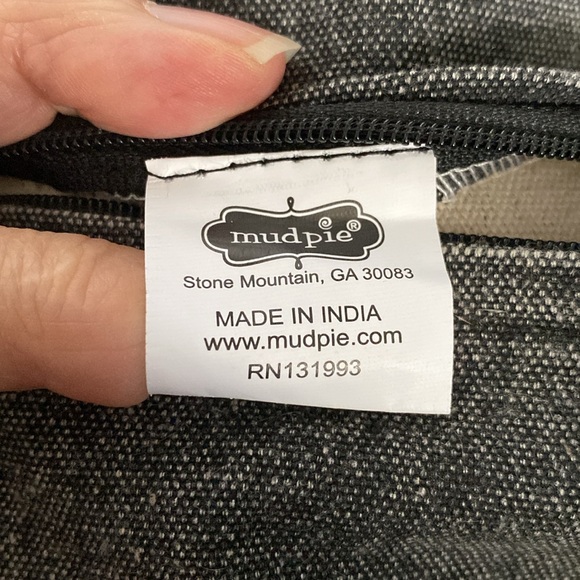 mudpie®
Stone Mountain, GA 30083
MADE IN INDIA
www.mudpie.com
RN131993